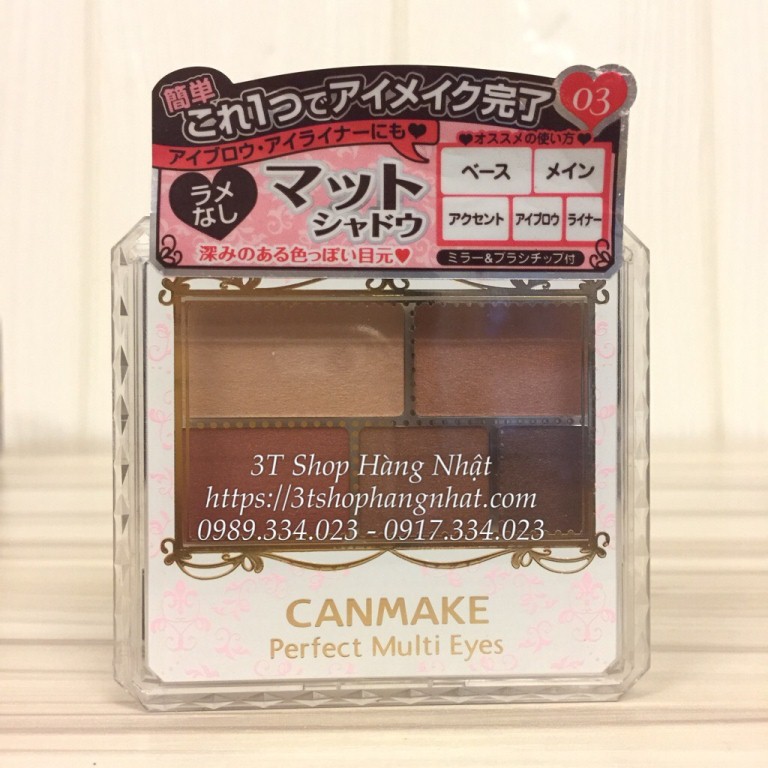 簡単
これ1つでアイメイク完了
03
アイブロウ・アイライナーにも♥
ラメなし
マット
シャドウ
深みのある色っぽい目元♥
♥オススメの使い方♥
ベース
メイン
アクセント
アイブロウ
ライナー
ミラー&ブラシチップ付
3T Shop Hàng Nhật
https://3tshophangnhat.com
0989.334.023 - 0917.334.023
CANMAKE
Perfect Multi Eyes